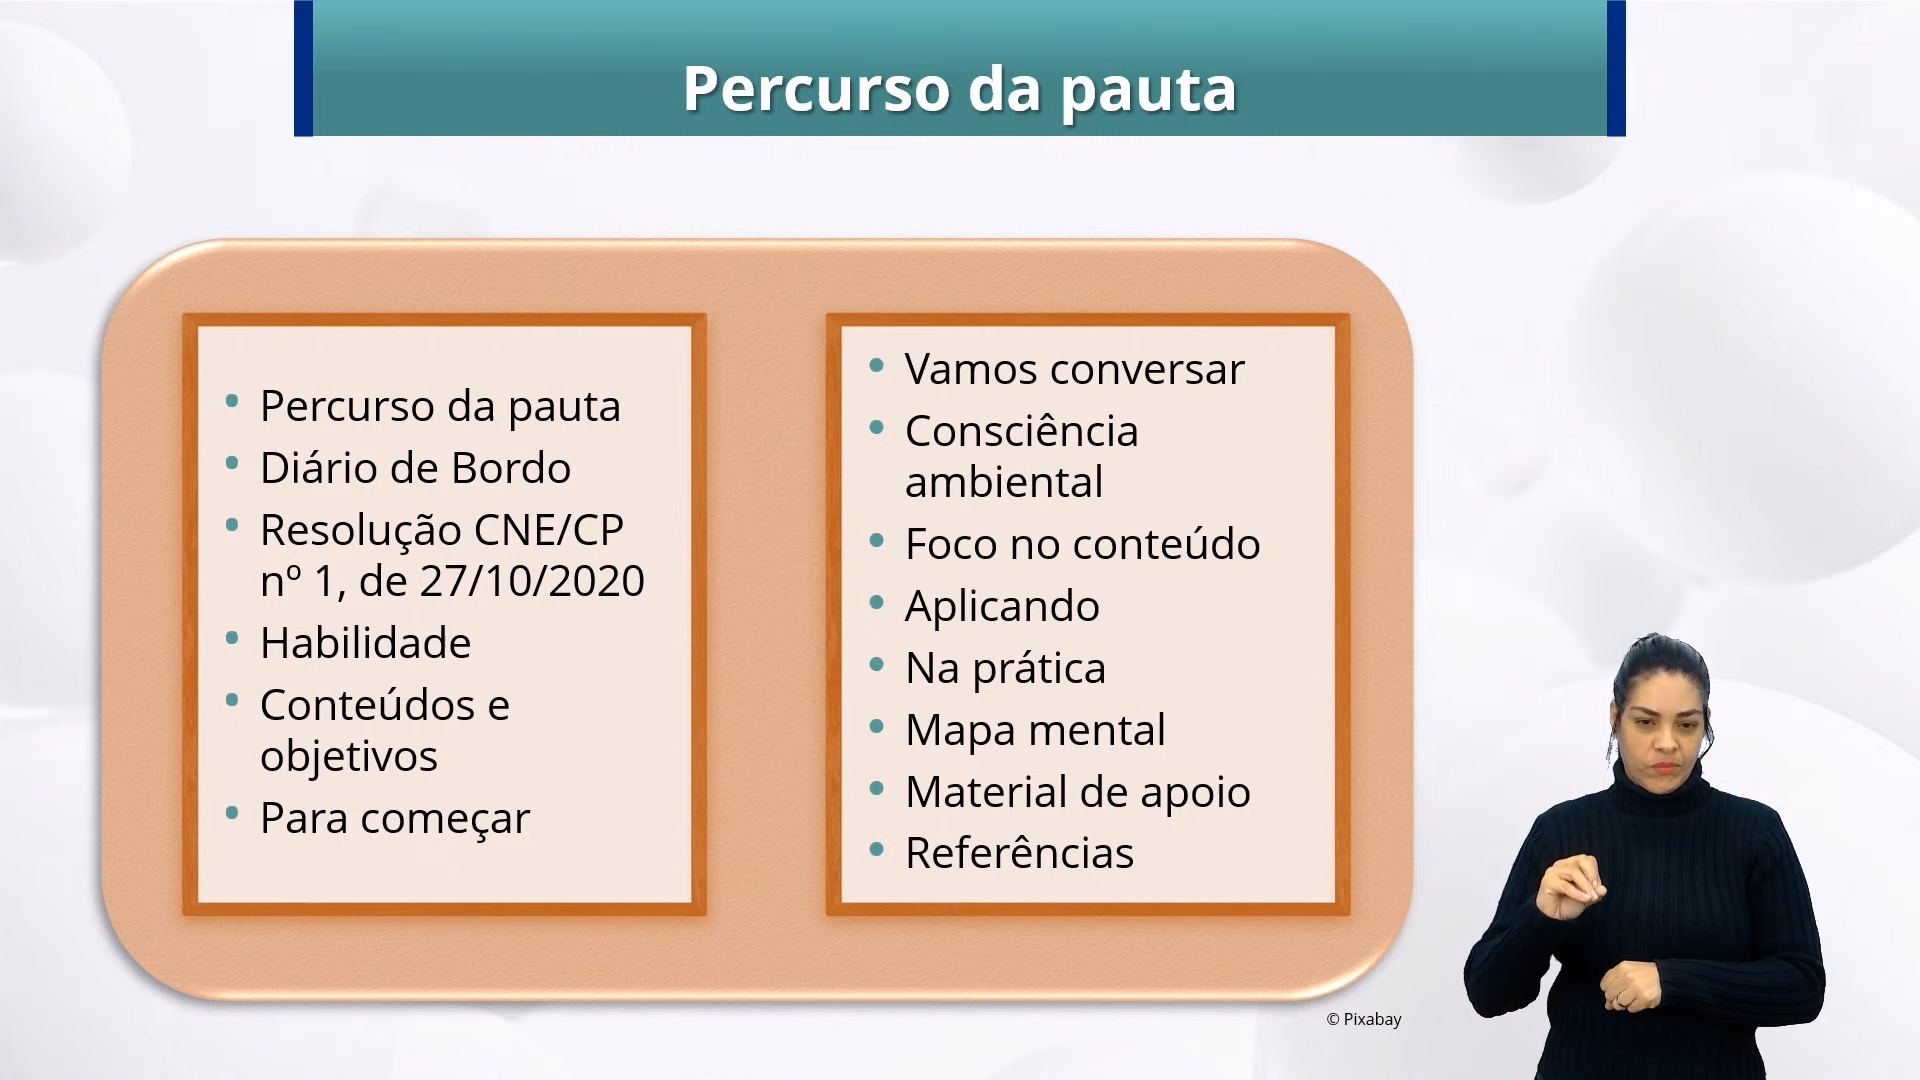 Percurso da pauta
Percurso da pauta
Diário de Bordo
Resolução CNE/CP
nº 1, de 27/10/2020
Habilidade
Conteúdos e
objetivos
Para começar
Vamos conversar
Consciência
ambiental
Foco no conteúdo
Aplicando
Na prática
Mapa mental
Material de apoio
Referências
© Pixabay